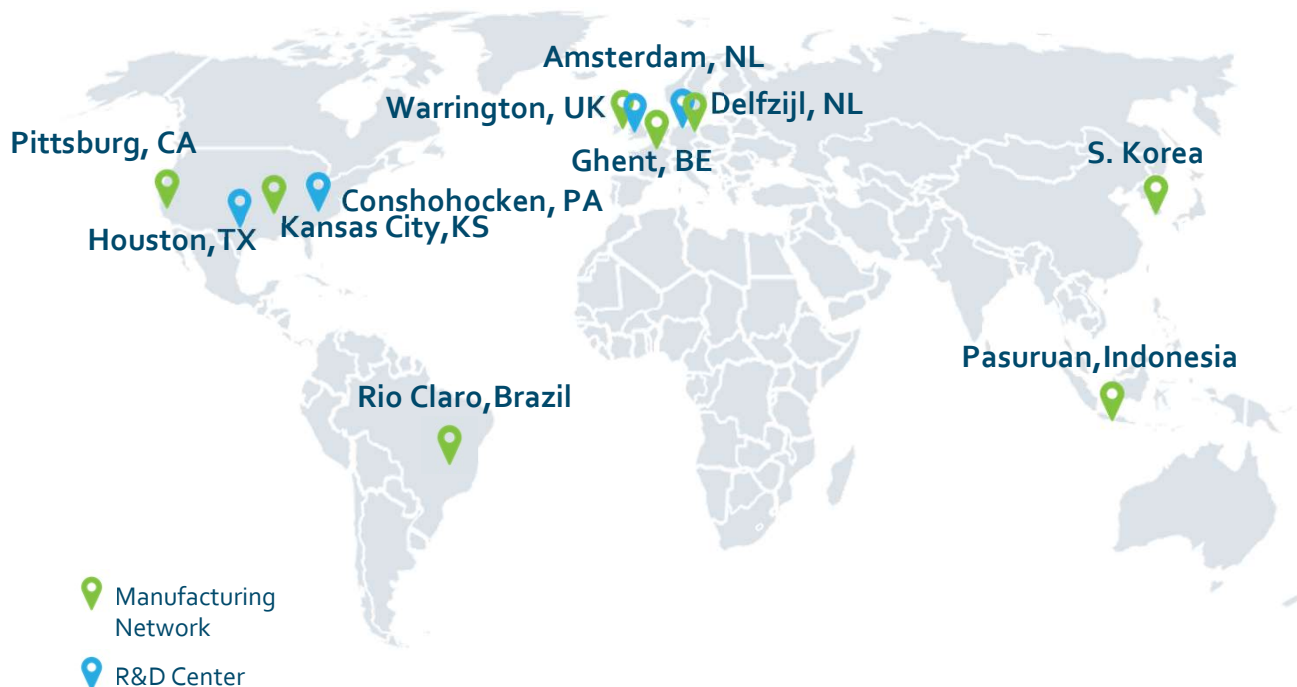 Amsterdam, NL
Warrington, UK
Delfzijl, NL
Pittsburg, CA
Ghent, BE
S. Korea
Conshohocken, PA
Kansas City,KS
Houston,TX
Pasuruan,Indonesia
Rio Claro,Brazil
Manufacturing
Network
R&D Center